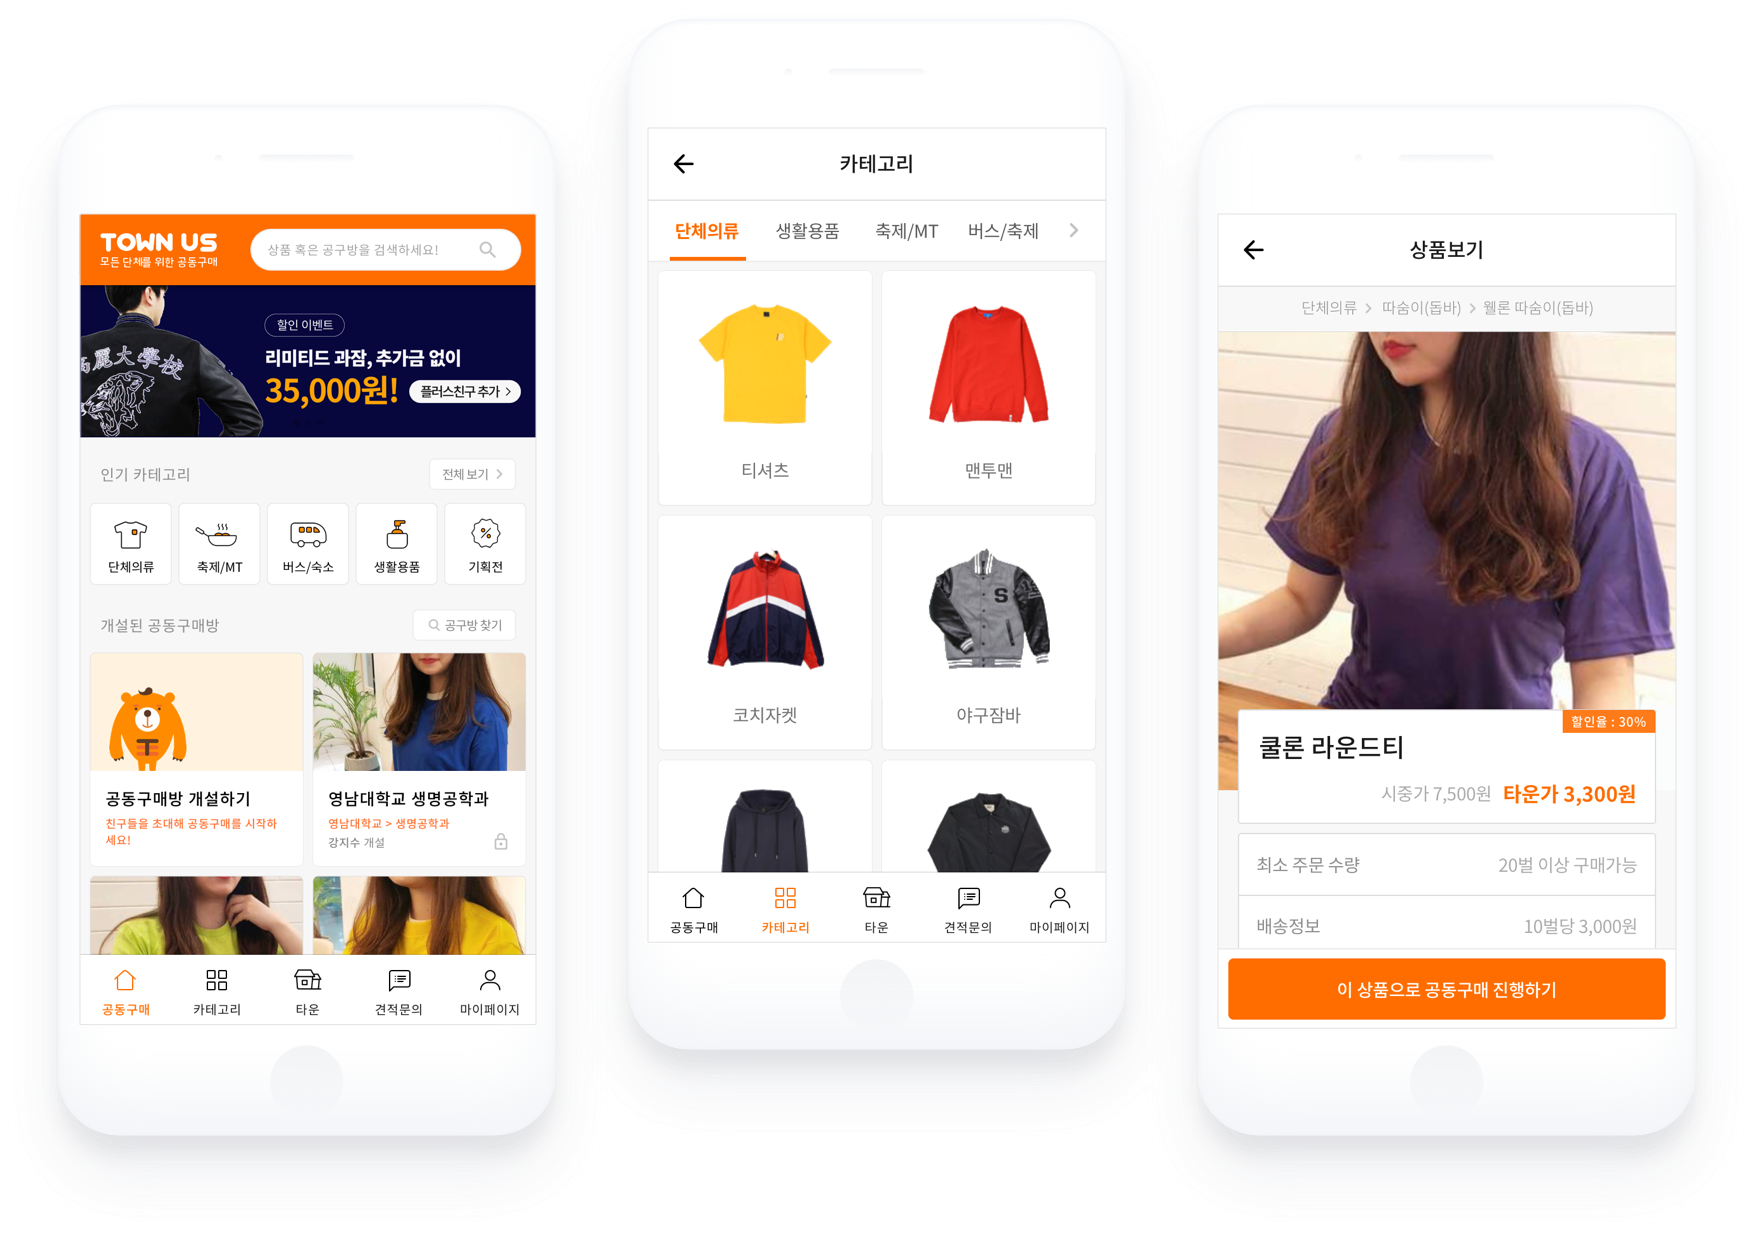 TOWN US
모든 단체를 위한 공동구매
상품 혹은 공구방을 검색하세요!
高麗大學校
할인 이벤트
리미티드 과잠, 추가금 없이
35,000원!
플러스친구 추가 >
인기 카테고리
전체 보기 >
단체의류
축제/MT
버스/숙소
생활용품
기획전
개설된 공동구매방
공구방 찾기
공동구매방 개설하기
친구들을 초대해 공동구매를 시작하
세요!
영남대학교 생명공학과
영남대학교 > 생명공학과
강지수 개설
공동구매
카테고리
타운
견적문의
마이페이지
카테고리
단체의류
생활용품
축제/MT
버스/축제
티셔츠
맨투맨
코치자켓
S
야구잠바
공동구매
카테고리
타운
견적문의
마이페이지
상품보기
단체의류 > 따숨이(돕바) > 웰론 따숨이(돕바)
할인율 : 30%
쿨론 라운드티
시중가 7,500원 타운가 3,300원
최소 주문 수량 20벌 이상 구매가능
배송정보 10벌당 3,000원
이 상품으로 공동구매 진행하기